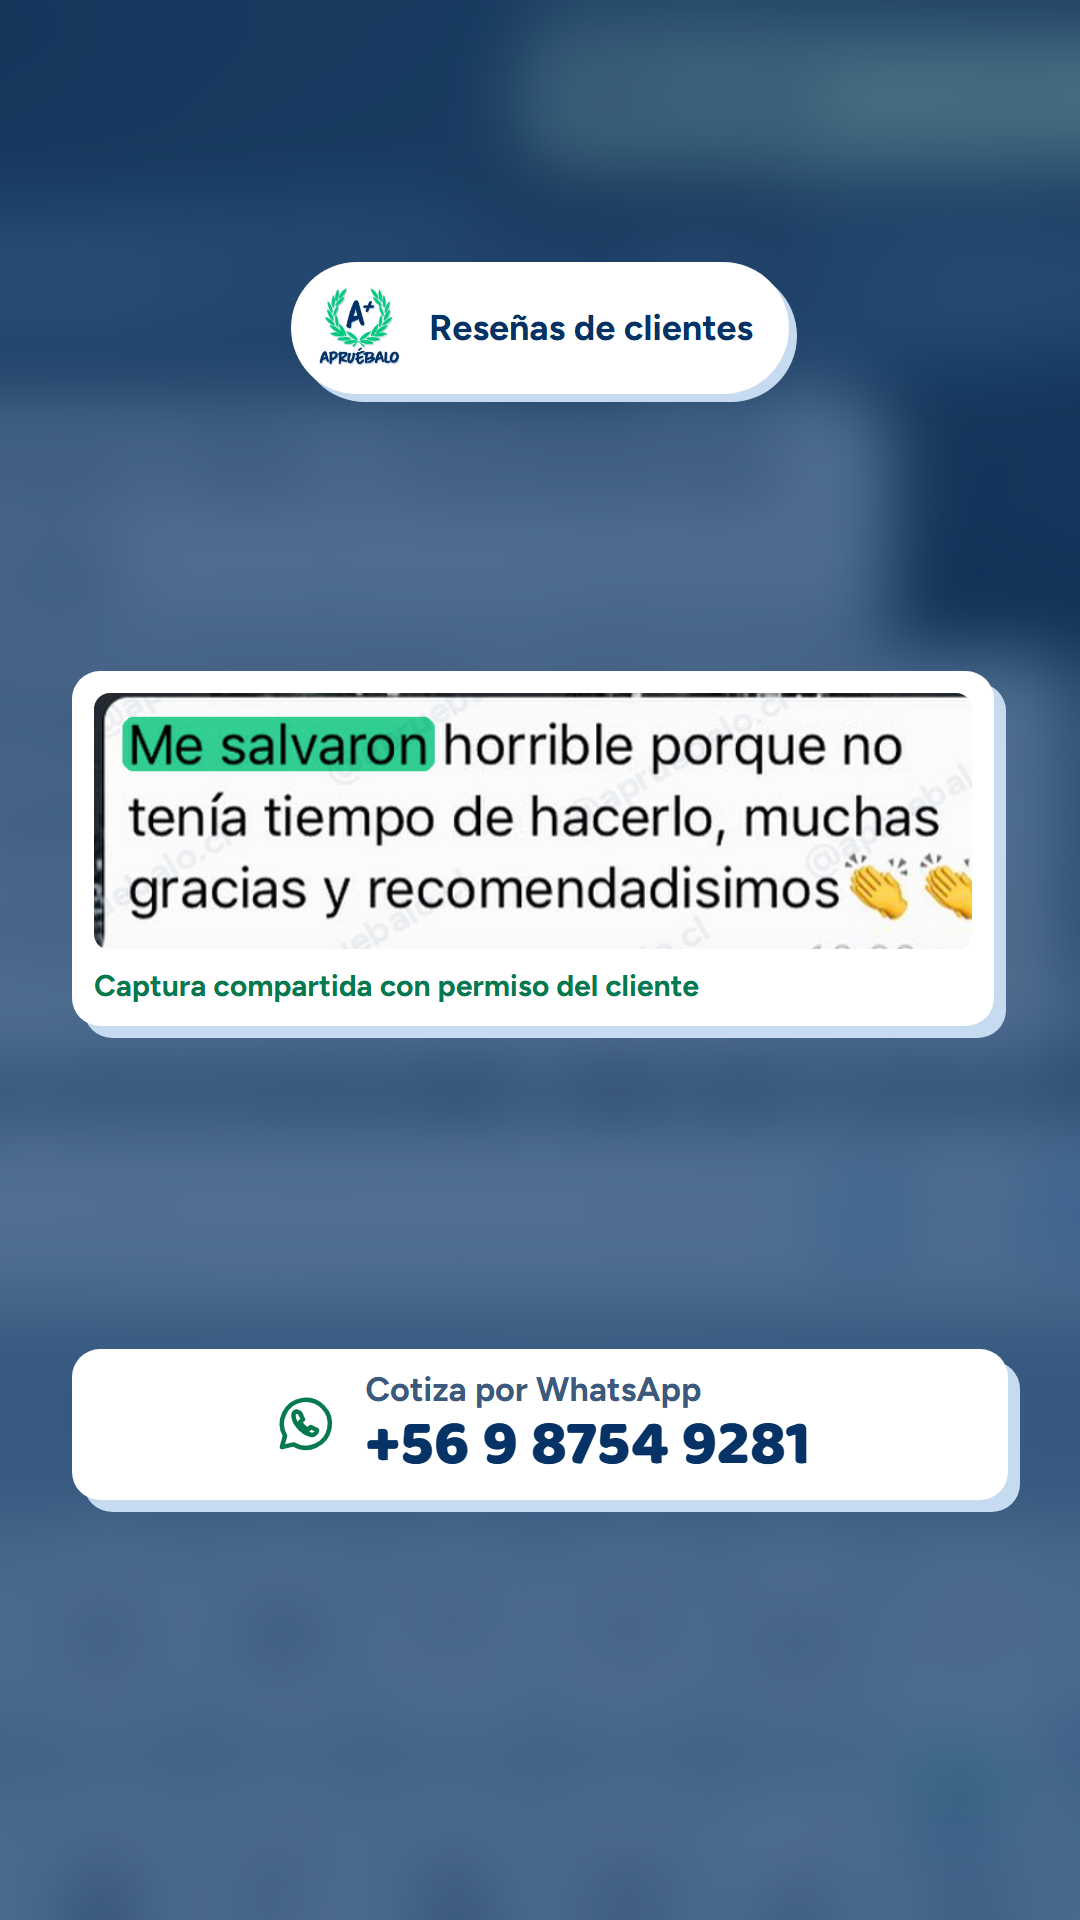 A+
APRUÉBALO
Reseñas de clientes
Me salvaron horrible porque no
tenía tiempo de hacerlo, muchas
gracias y recomendadisimos👏👏
Captura compartida con permiso del cliente
Cotiza por WhatsApp
+56 9 8754 9281